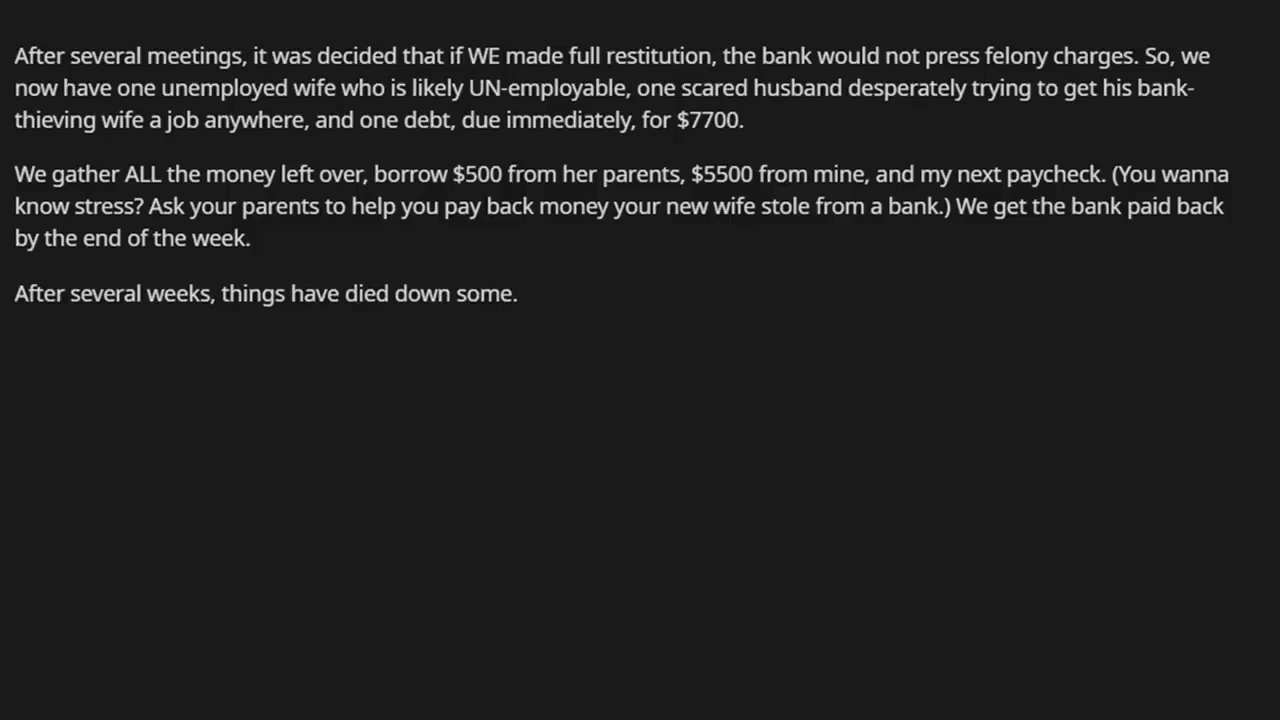 After several meetings, it was decided that if WE made full restitution, the bank would not press felony charges. So, we
now have one unemployed wife who is likely UN-employable, one scared husband desperately trying to get his bank-
thieving wife a job anywhere, and one debt, due immediately, for $7700.
We gather ALL the money left over, borrow $500 from her parents, $5500 from mine, and my next paycheck. (You wanna
know stress? Ask your parents to help you pay back money your new wife stole from a bank.) We get the bank paid back
by the end of the week.
After several weeks, things have died down some.